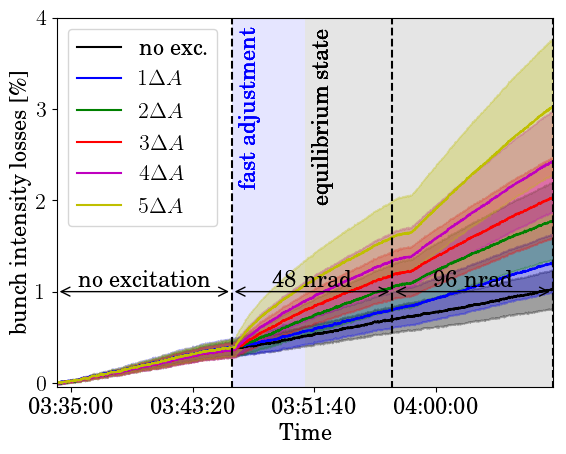 4
3
2
1
0
bunch intensity losses [%]
no exc.
1ΔA
2ΔA
3ΔA
4ΔA
5ΔA
fast adjustment
equilibrium state
no excitation
48 nrad
96 nrad
03:35:00
03:43:20
03:51:40
04:00:00
Time